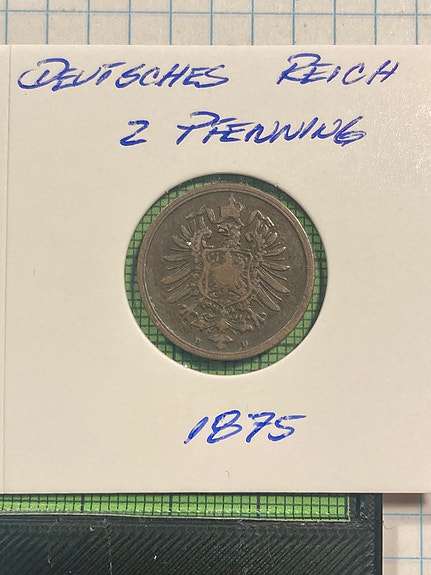 DEUTSCHES REICH
2 PFENNING
1875